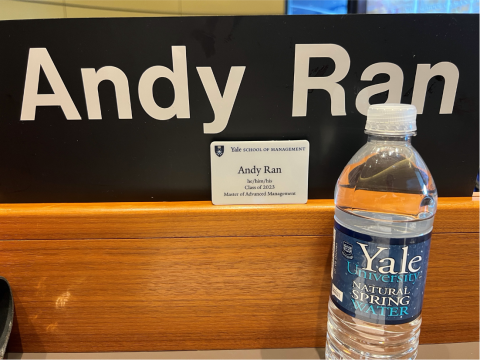 Andy Ran
Yale SCHOOL OF MANAGEMENT
Andy Ran
he/him/his
Class of 2023
Master of Advanced Management
Yale
University
NATURAL
SPRING
WATER